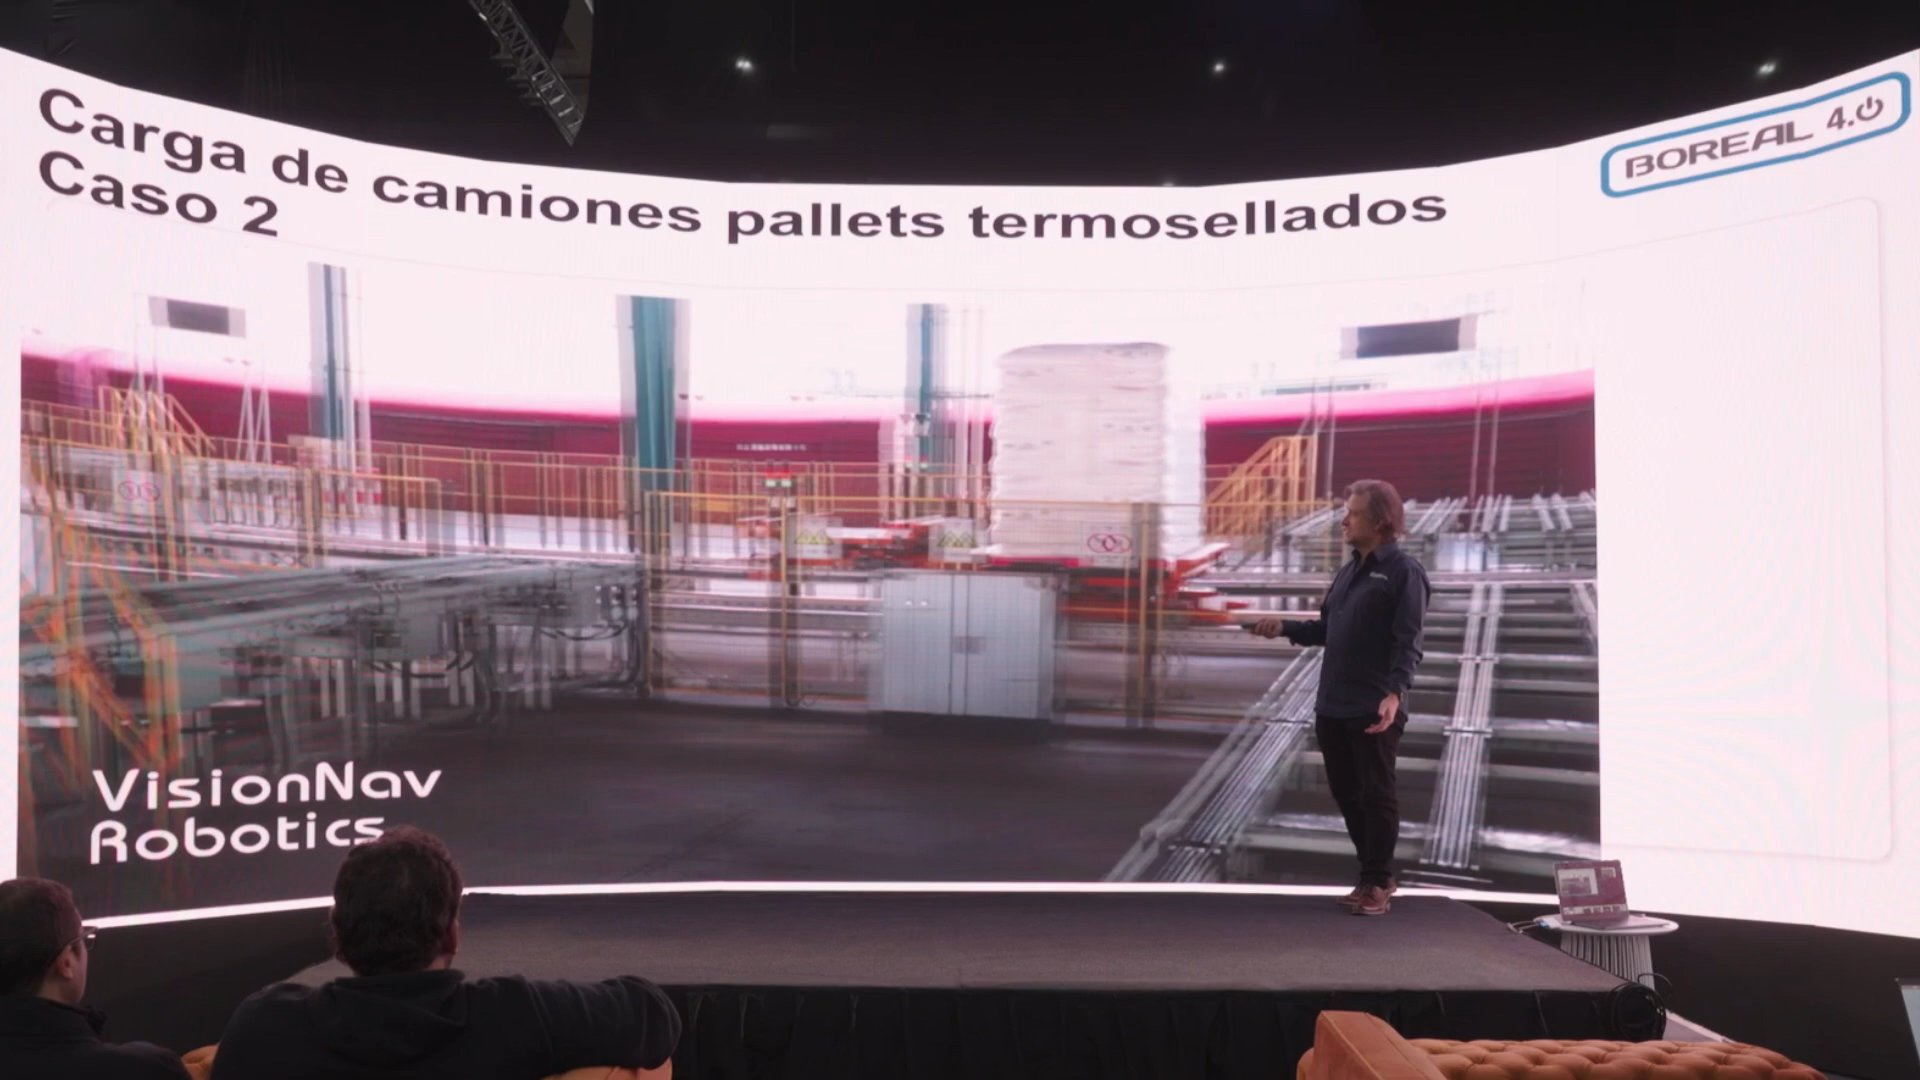 Carga de camiones pallets termosellados
Caso 2
BOREAL 4.0
VisionNav
Robotics